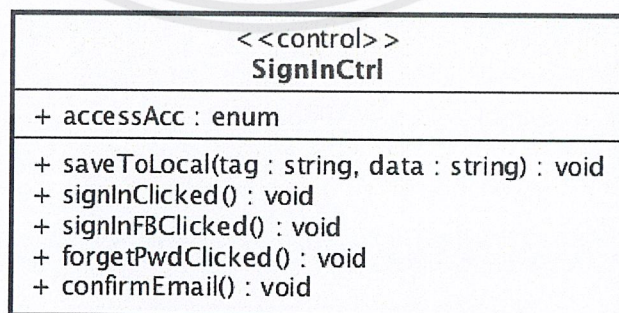 <<control>>
SignInCtrl
+ accessAcc : enum
+ saveToLocal(tag : string, data : string) : void
+ signInClicked() : void
+ signInFBClicked() : void
+ forgetPwdClicked() : void
+ confirmEmail() : void